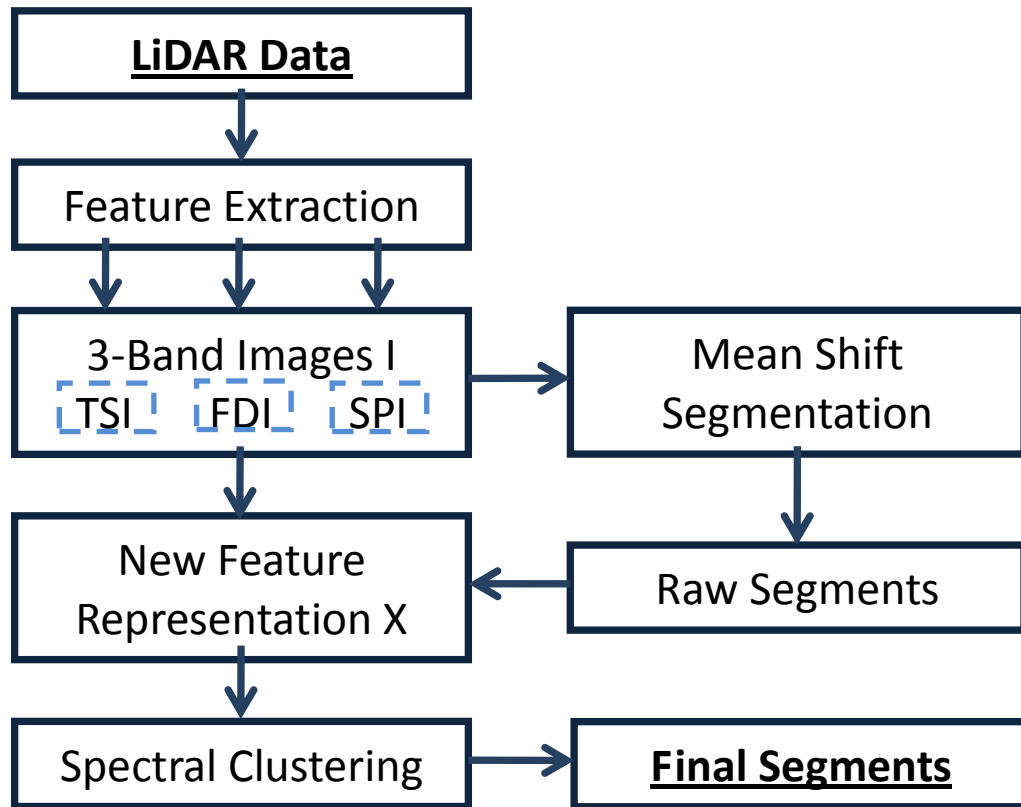 LiDAR Data
Feature Extraction
3-Band Images I
TSI FDI SPI
Mean Shift
Segmentation
New Feature
Representation X
Raw Segments
Spectral Clustering
Final Segments